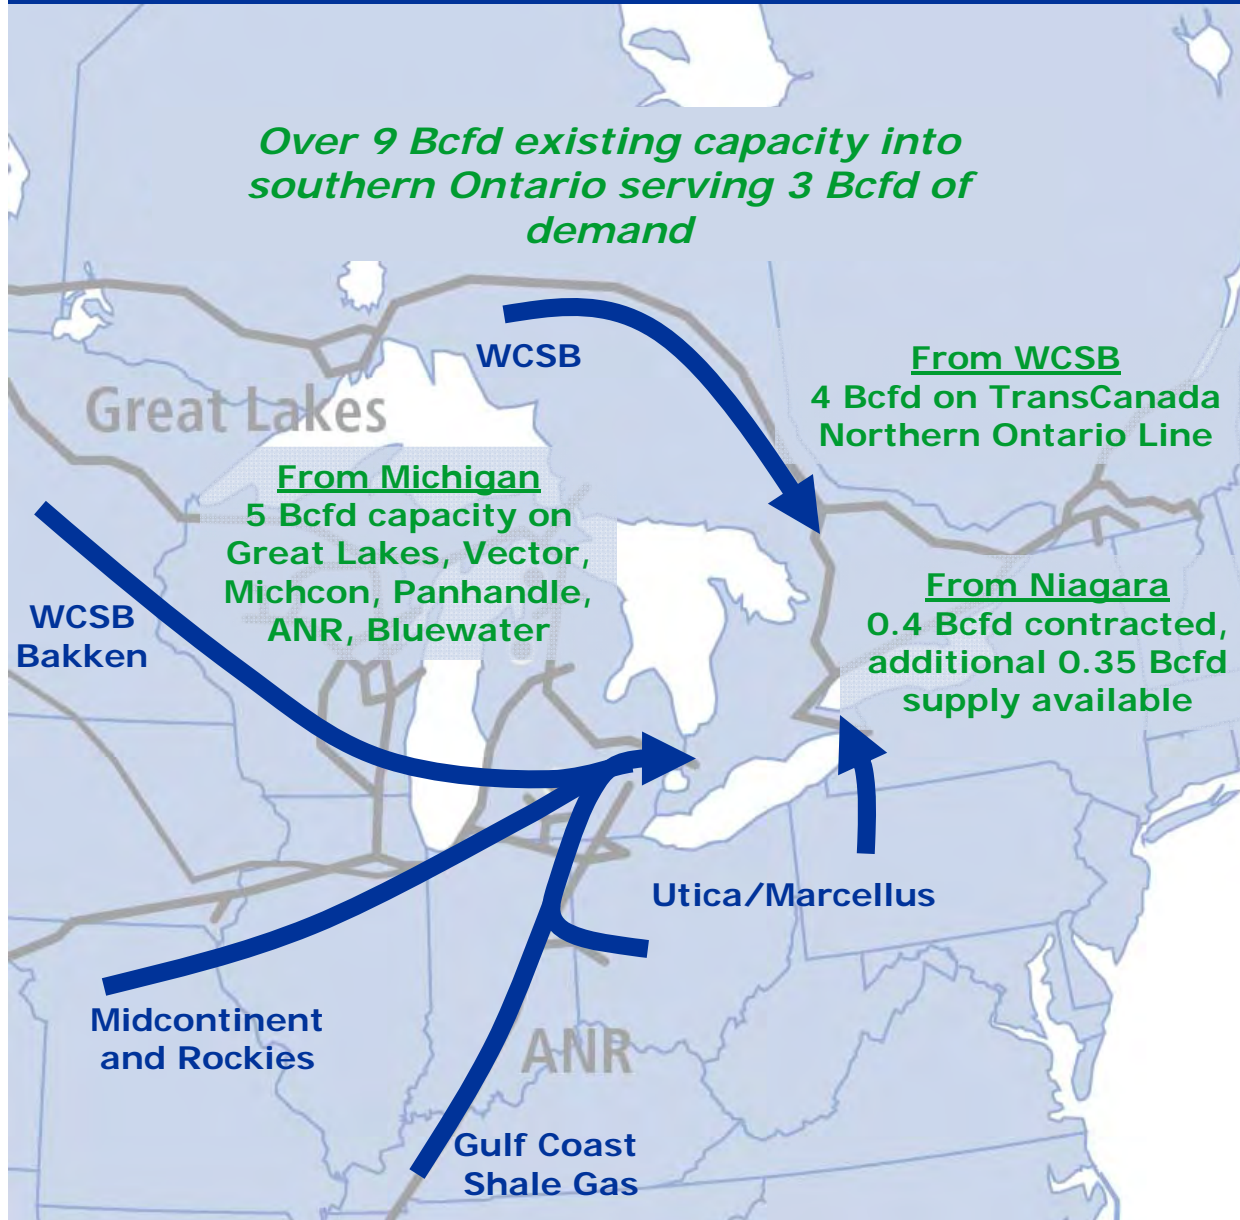 Over 9 Bcfd existing capacity into
southern Ontario serving 3 Bcfd of
demand
WCSB
From WCSB
4 Bcfd on TransCanada
Northern Ontario Line
Great Lakes
From Michigan
5 Bcfd capacity on
Great Lakes, Vector,
Michcon, Panhandle,
ANR, Bluewater
WCSB
Bakken
From Niagara
0.4 Bcfd contracted,
additional 0.35 Bcfd
supply available
Utica/Marcellus
Midcontinent
and Rockies
ANR
Gulf Coast
Shale Gas